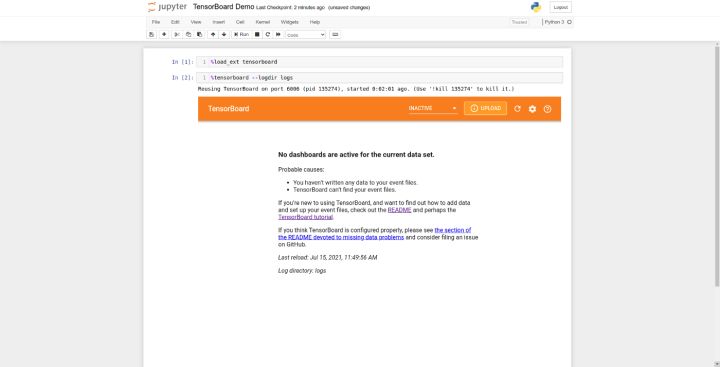 jupyter TensorBoard Demo Last Checkpoint: 2 minutes ago (unsaved changes) Logout
File Edit View Insert Cell Kernel Widgets Help Trusted Python 3
Run Code
In [1]: 1 %load_ext tensorboard
In [2]: 1 %tensorboard --logdir logs
Reusing TensorBoard on port 6006 (pid 135274), started 0:02:01 ago. (Use '!kill 135274' to kill it.)
TensorBoard INACTIVE UPLOAD
No dashboards are active for the current data set.
Probable causes:
• You haven't written any data to your event files.
• TensorBoard can't find your event files.
If you're new to using TensorBoard, and want to find out how to add data
and set up your event files, check out the README and perhaps the
TensorBoard tutorial.
If you think TensorBoard is configured properly, please see the section of
the README devoted to missing data problems and consider filing an issue
on GitHub.
Last reload: Jul 15, 2021, 11:49:56 AM
Log directory: logs